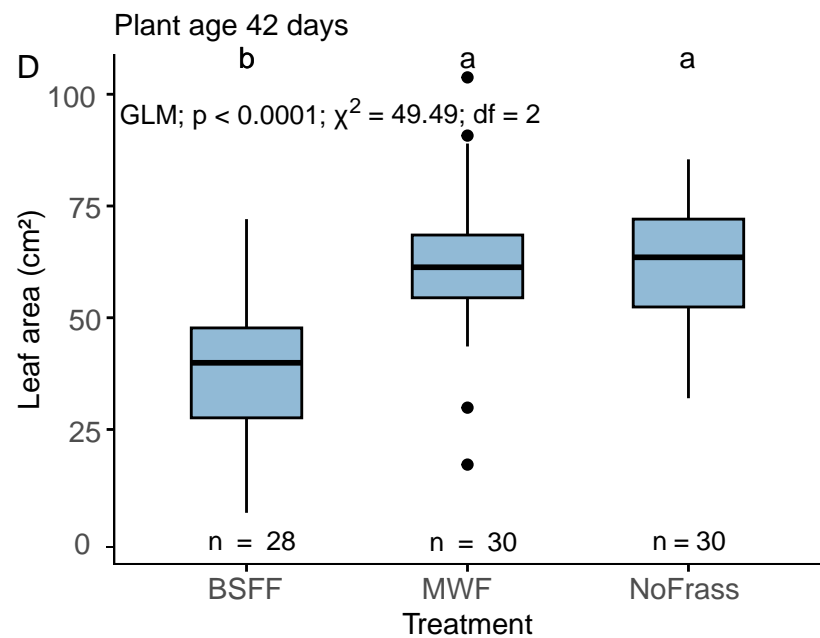 Plant age 42 days
D
b a a
100
GLM; p < 0.0001; χ² = 49.49; df = 2
75
50
25
0
Leaf area (cm²)
n = 28 n = 30 n = 30
BSFF MWF NoFrass
Treatment